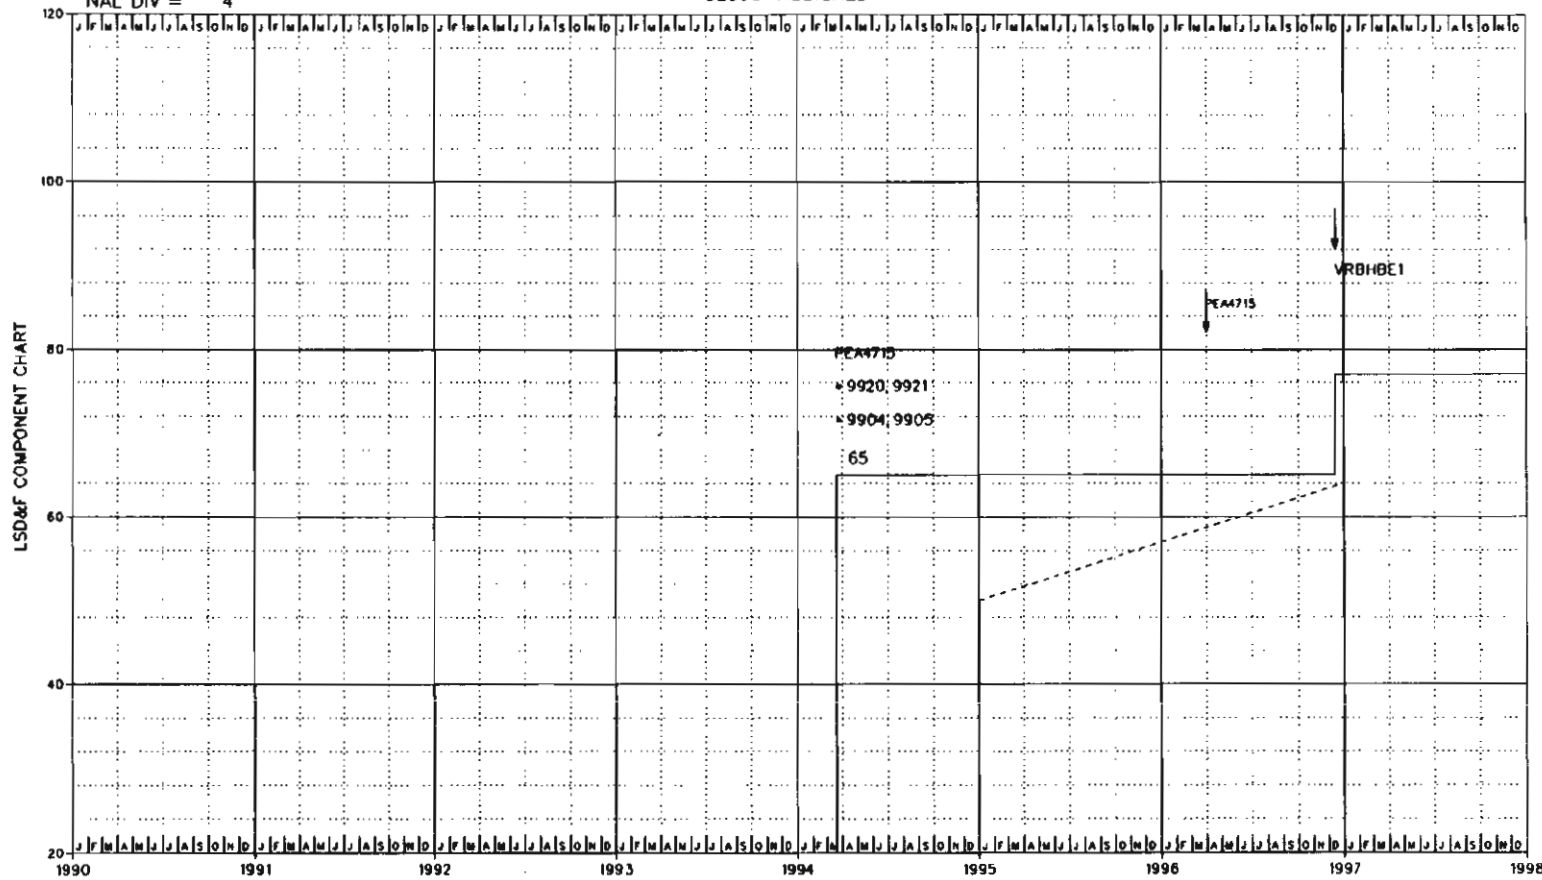 NAL DIV = 4
120
J F M A M J J A S O N D J F M A M J J A S O N D J F M A M J J A S O N D J F M A M J J A S O N D J F M A M J J A S O N D J F M A M J J A S O N D J F M A M J J A S O N D J F M A M J J A S O N D
100
VRBHBE1
PEA4715
80
PEA4715
9920, 9921
9904, 9905
65
60
40
20
J F M A M J J A S O N D J F M A M J J A S O N D J F M A M J J A S O N D J F M A M J J A S O N D J F M A M J J A S O N D J F M A M J J A S O N D J F M A M J J A S O N D J F M A M J J A S O N D
1990 1991 1992 1993 1994 1995 1996 1997 1998
LSD&F COMPONENT CHART